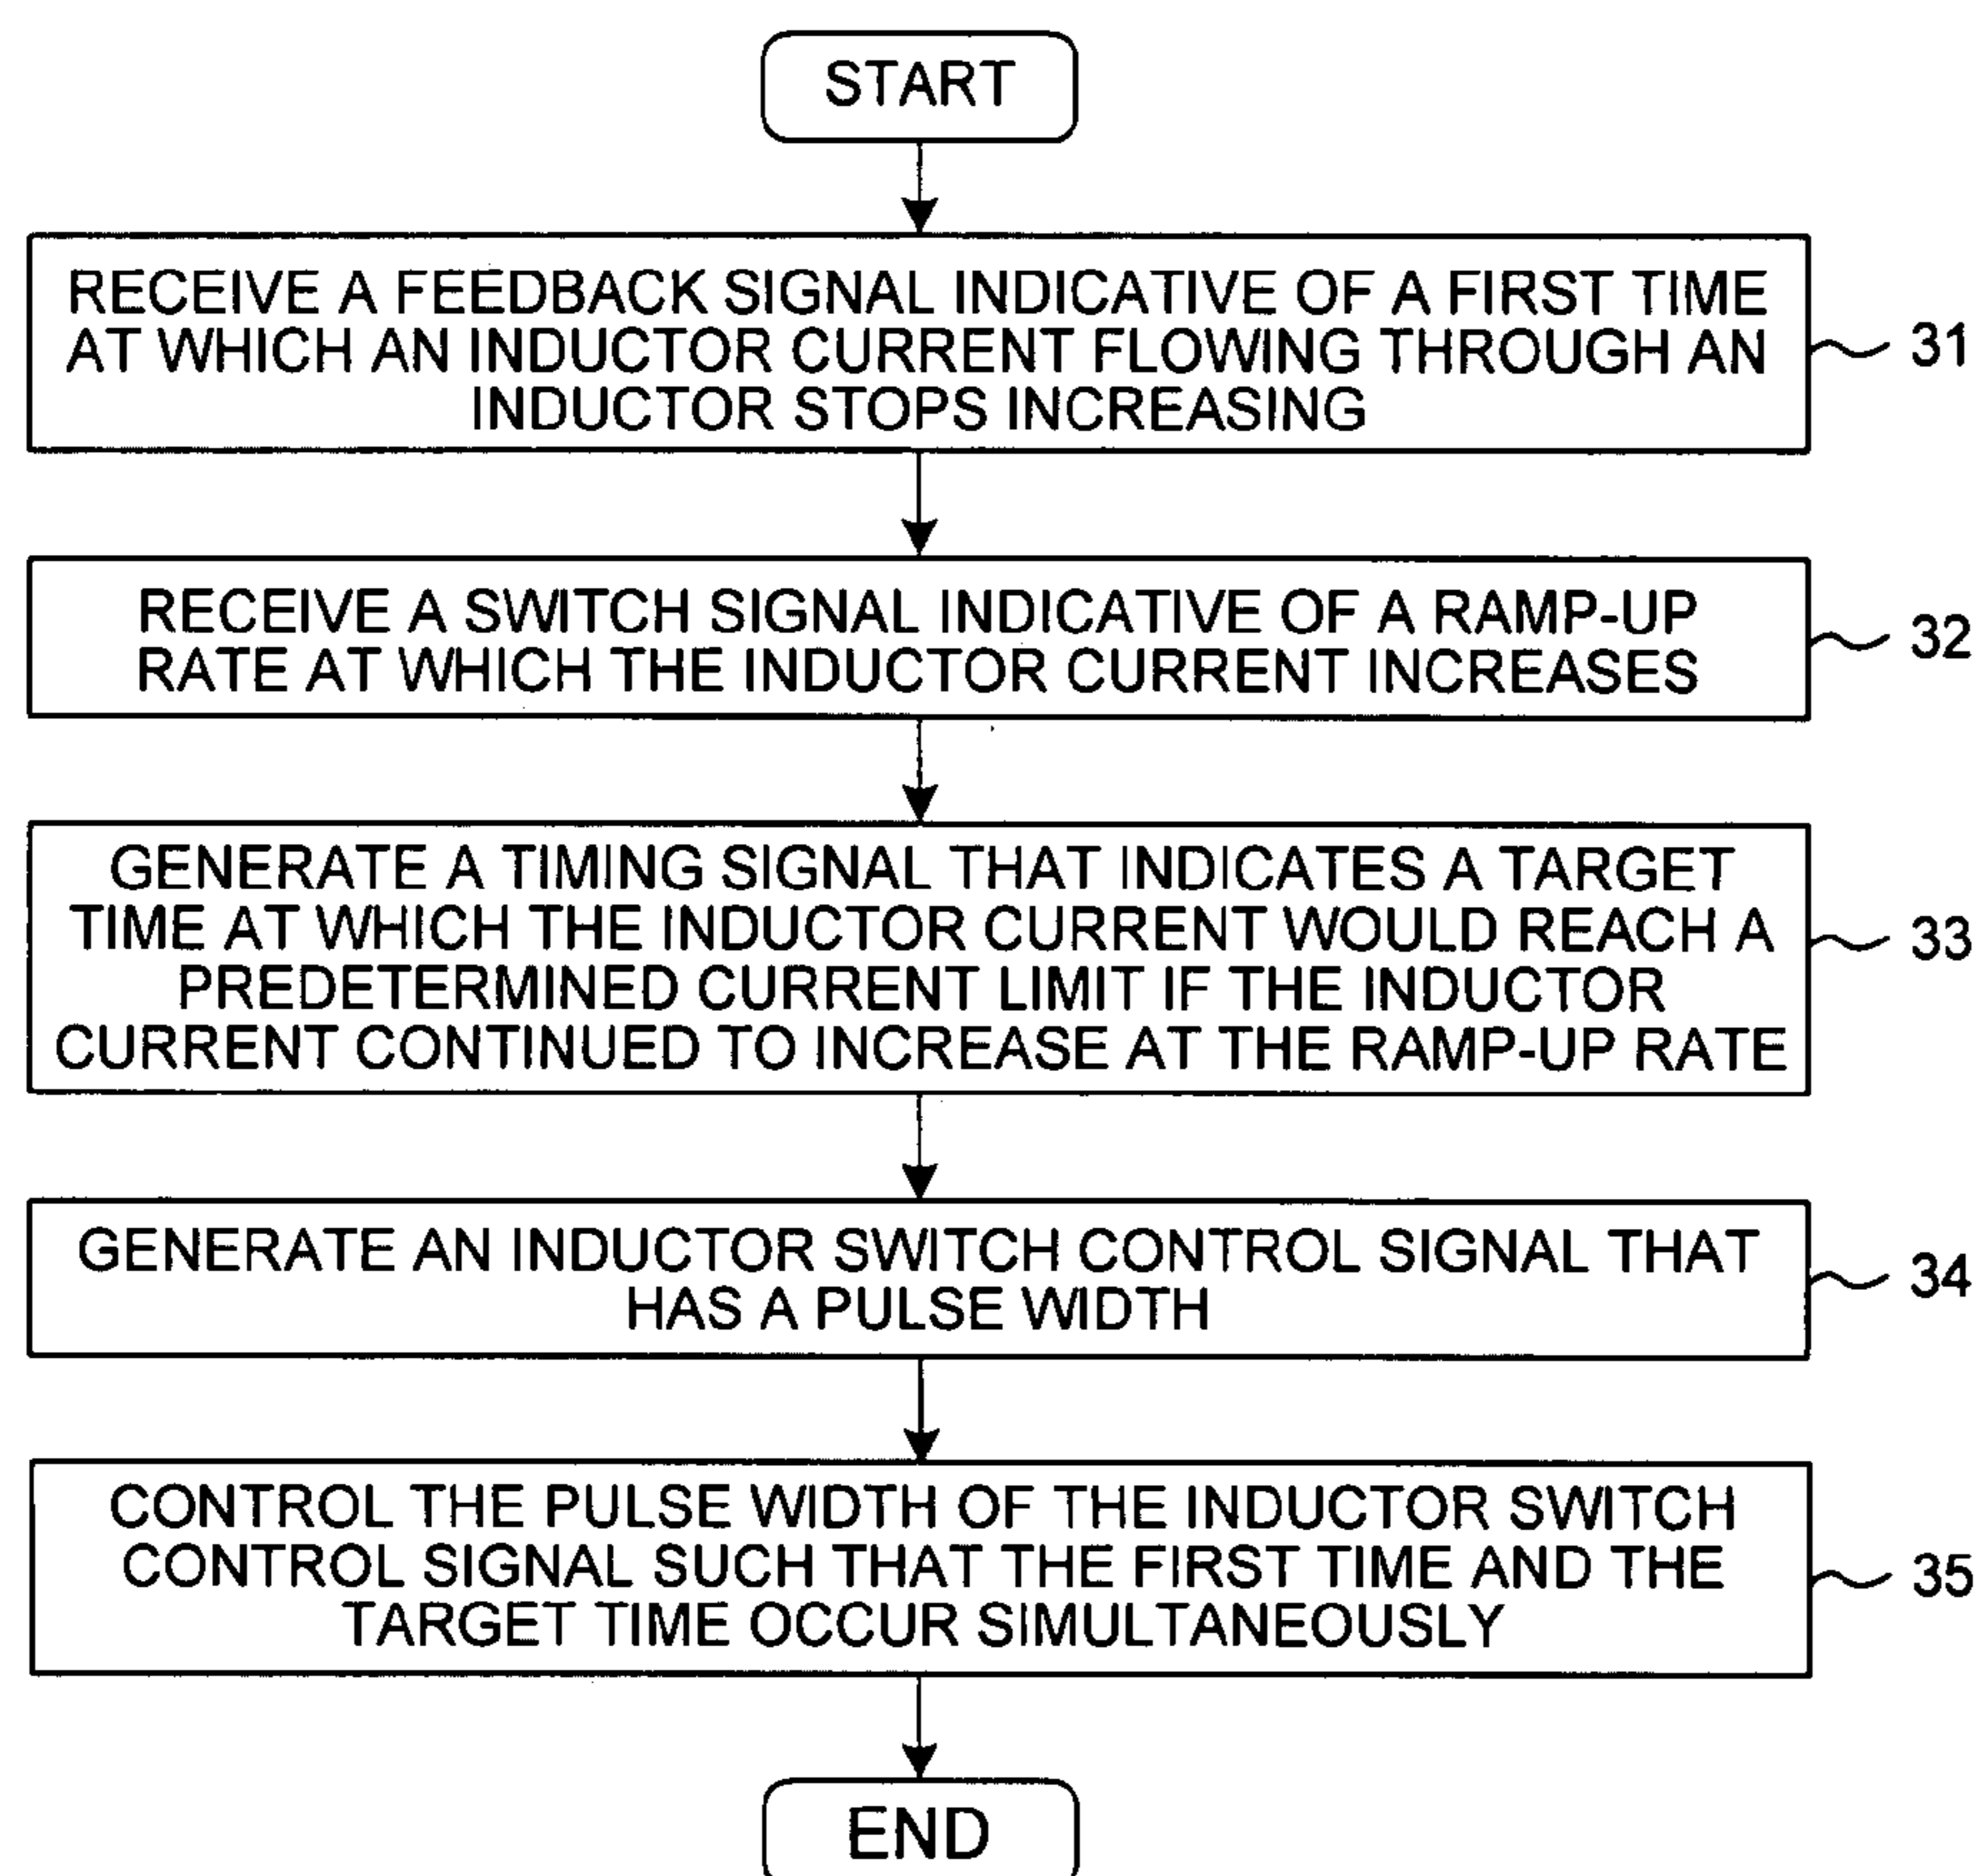 START
RECEIVE A FEEDBACK SIGNAL INDICATIVE OF A FIRST TIME
AT WHICH AN INDUCTOR CURRENT FLOWING THROUGH AN
INDUCTOR STOPS INCREASING
31
RECEIVE A SWITCH SIGNAL INDICATIVE OF A RAMP-UP
RATE AT WHICH THE INDUCTOR CURRENT INCREASES
32
GENERATE A TIMING SIGNAL THAT INDICATES A TARGET
TIME AT WHICH THE INDUCTOR CURRENT WOULD REACH A
PREDETERMINED CURRENT LIMIT IF THE INDUCTOR
CURRENT CONTINUED TO INCREASE AT THE RAMP-UP RATE
33
GENERATE AN INDUCTOR SWITCH CONTROL SIGNAL THAT
HAS A PULSE WIDTH
34
CONTROL THE PULSE WIDTH OF THE INDUCTOR SWITCH
CONTROL SIGNAL SUCH THAT THE FIRST TIME AND THE
TARGET TIME OCCUR SIMULTANEOUSLY
35
END